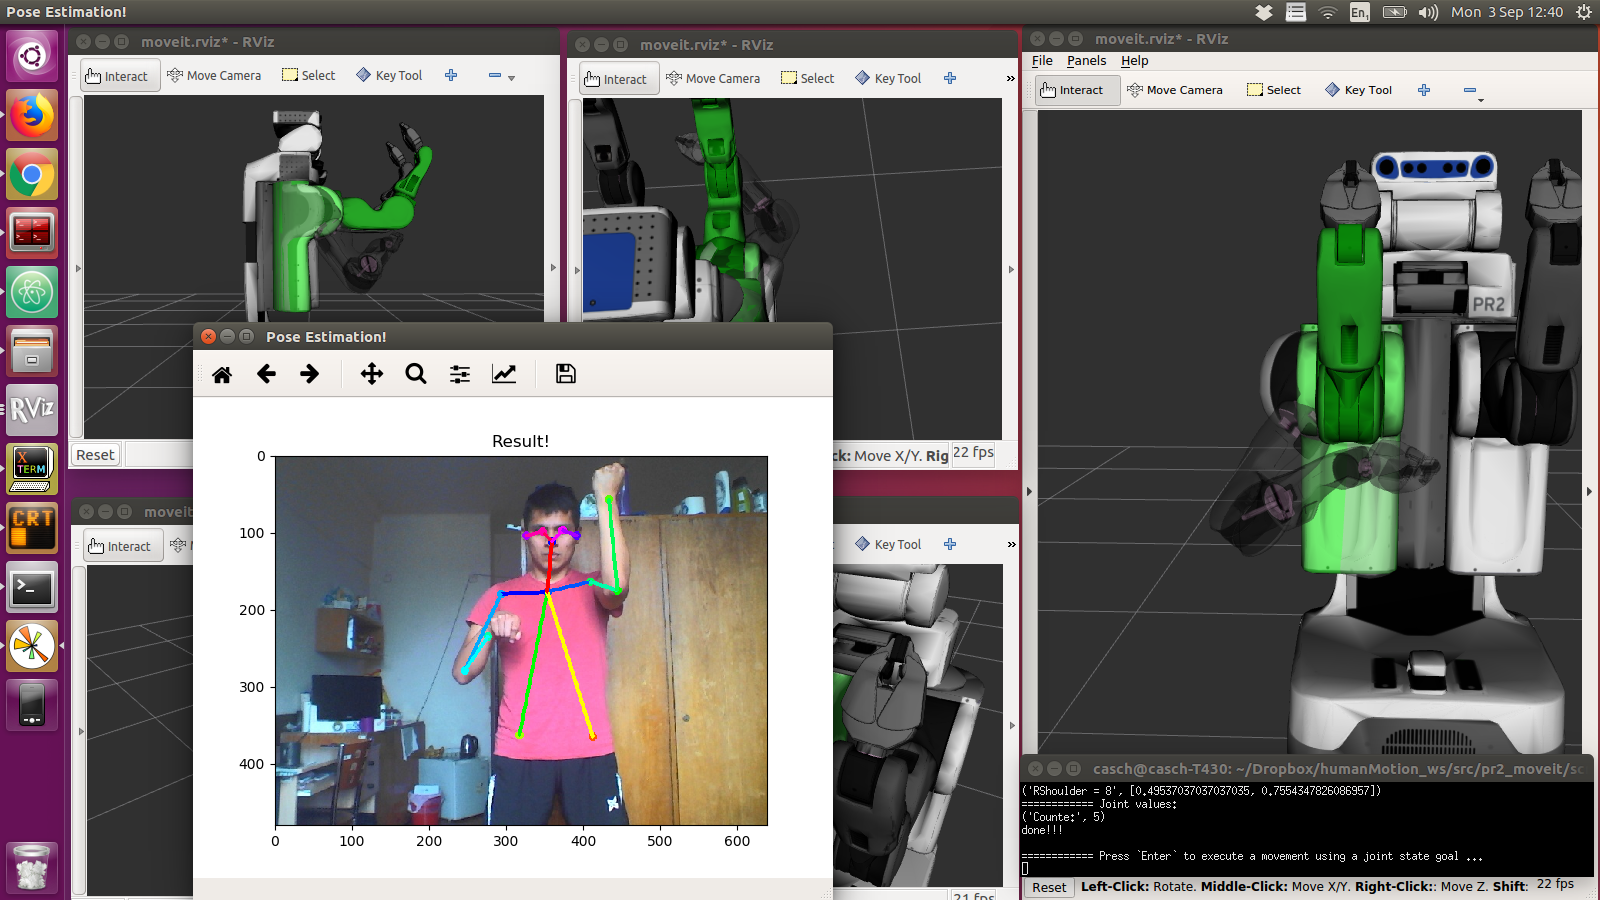 Pose Estimation!
En1
Mon 3 Sep 12:40
moveit.rviz* - RViz
Interact
Move Camera
Select
Key Tool
moveit.rviz* - RViz
Interact
Move Camera
Select
Key Tool
»
moveit.rviz* - RViz
File Panels Help
Interact
Move Camera
Select
Key Tool
PR2
RViz
X
TERM
CRT
>_
Reset
ck: Move X/Y. Rig
22 fps
Pose Estimation!
Result!
0
100
200
300
400
0 100 200 300 400 500 600
moveit
Interact
Key Tool
»
21 fps
casch@casch-T430: ~/Dropbox/humanMotion_ws/src/pr2_moveit/sc
('RShoulder = 8', [0.49537037037037035, 0.7554347826086957])
============ Joint values:
('Counte:', 5)
done!!!
============ Press `Enter` to execute a movement using a joint state goal ...
Reset
Left-Click: Rotate. Middle-Click: Move X/Y. Right-Click:: Move Z. Shift:
22 fps